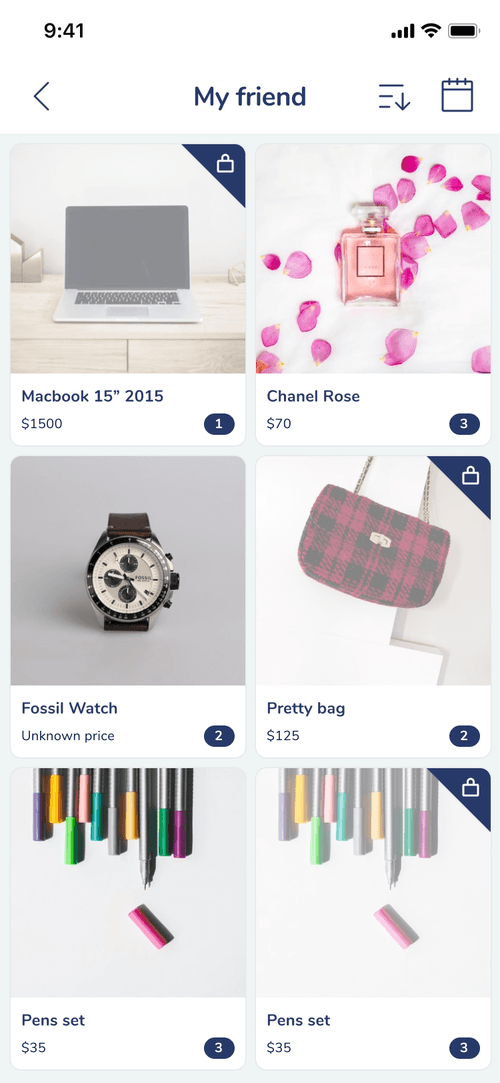 9:41
My friend
Macbook 15” 2015
$1500
1
Chanel Rose
$70
3
FOSSIL
Fossil Watch
Unknown price
2
Pretty bag
$125
2
Pens set
$35
3
Pens set
$35
3